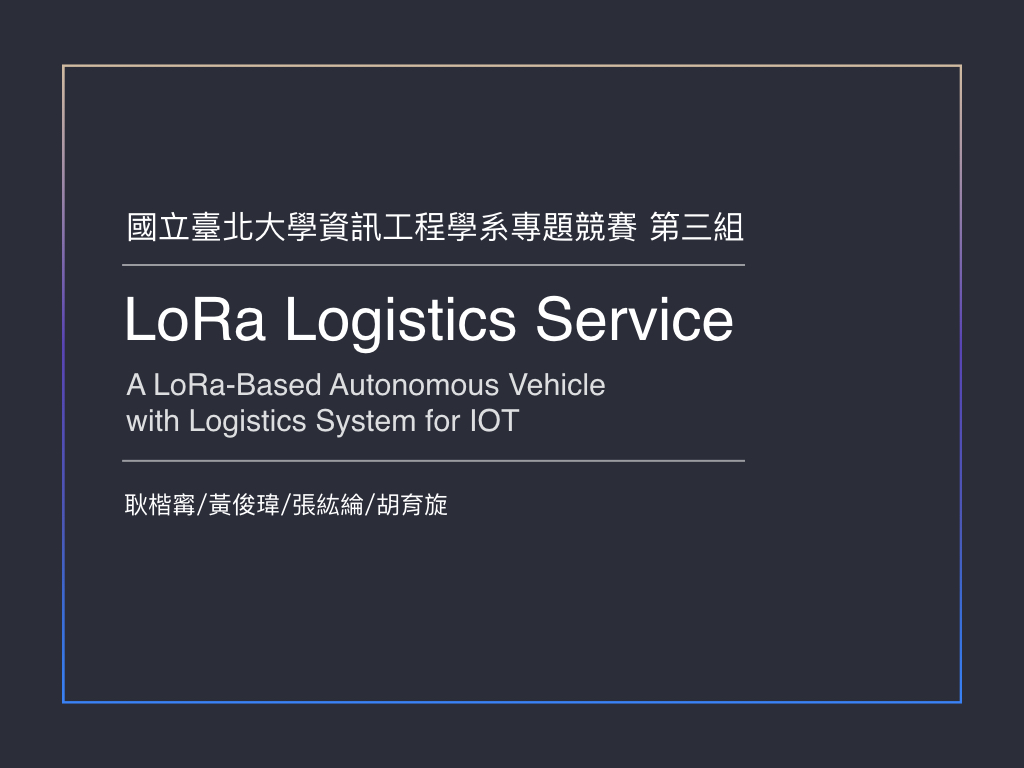 國立臺北大學資訊工程學系專題競賽 第三組
LoRa Logistics Service
A LoRa-Based Autonomous Vehicle
with Logistics System for IOT
耿楷寗/黃俊瑋/張紘綸/胡育旋